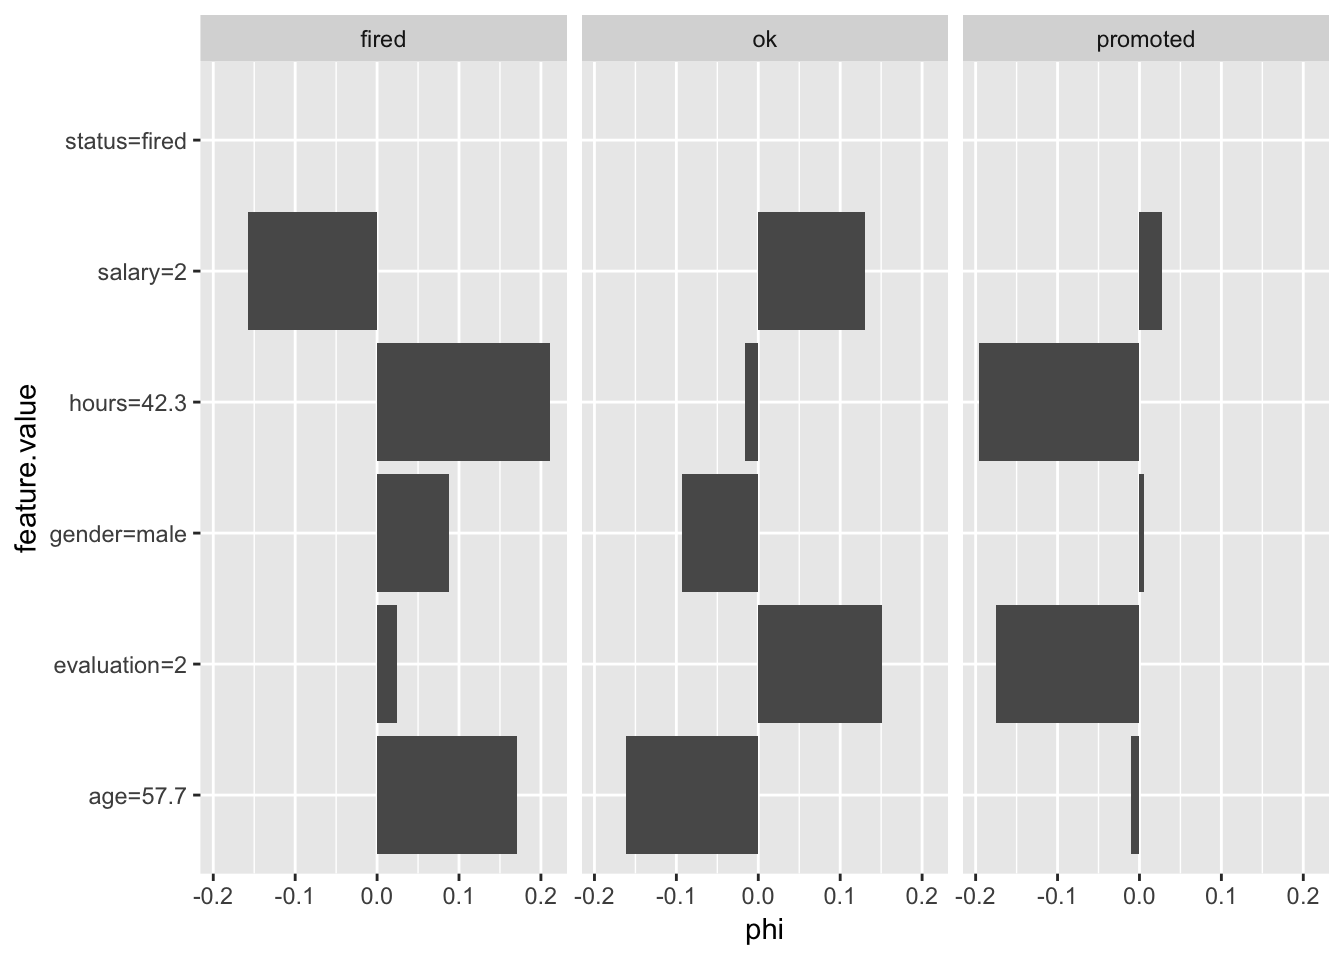 fired ok promoted
status=fired
salary=2
hours=42.3
gender=male
evaluation=2
age=57.7
feature.value
-0.2 -0.1 0.0 0.1 0.2 -0.2 -0.1 0.0 0.1 0.2 -0.2 -0.1 0.0 0.1 0.2
phi